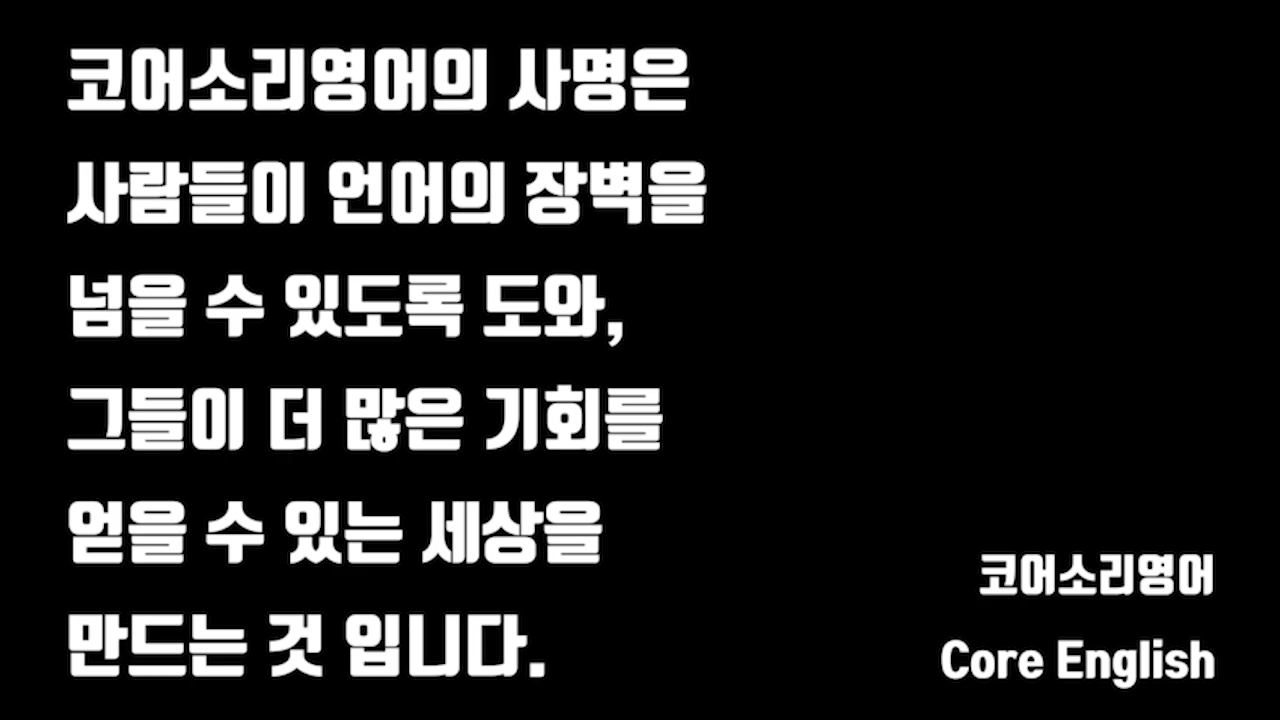 코어소리영어의 사명은
사람들이 언어의 장벽을
넘을 수 있도록 도와,
그들이 더 많은 기회를
얻을 수 있는 세상을
만드는 것 입니다.
코어소리영어
Core English